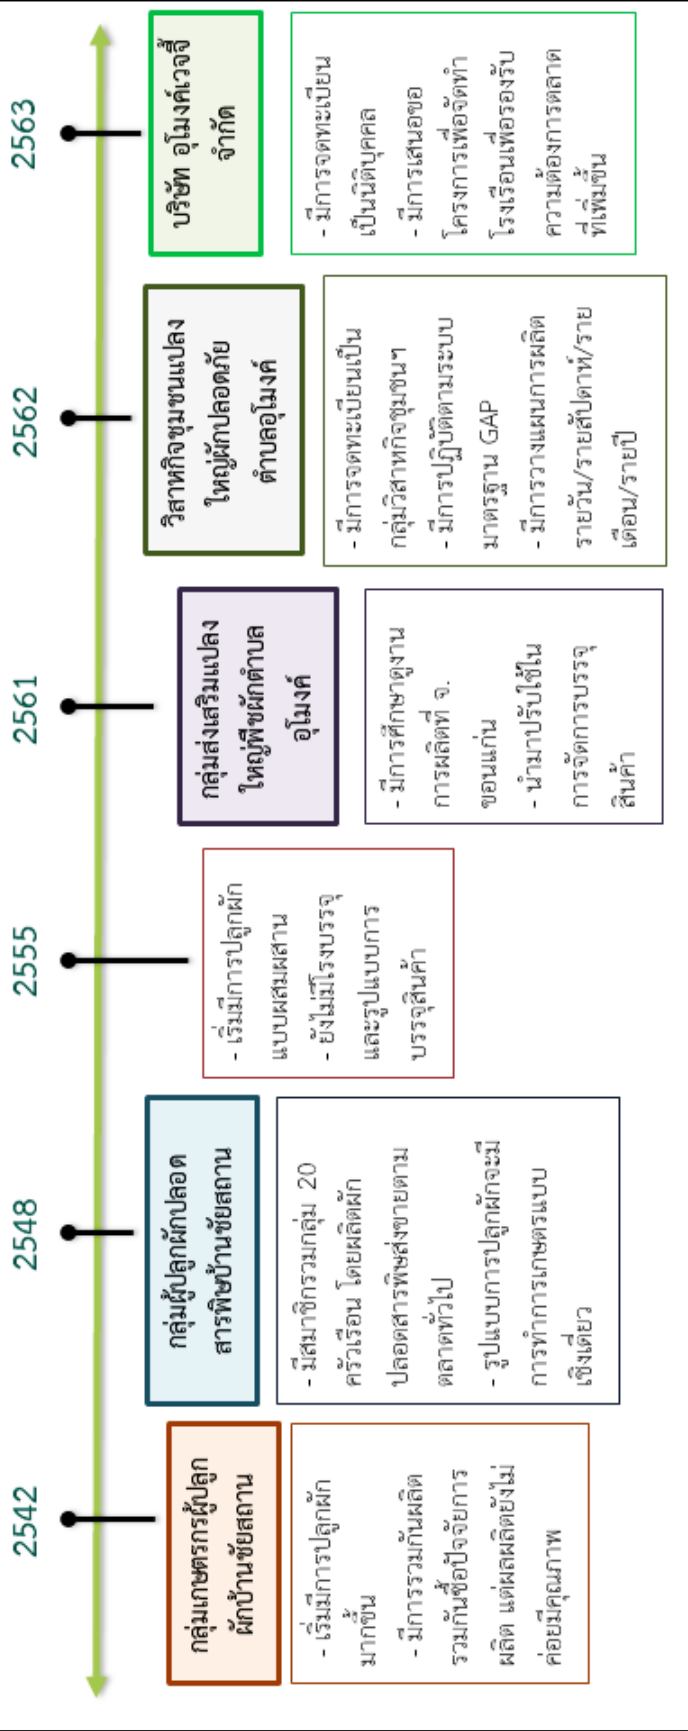 2542
กลุ่มเกษตรกรผู้ปลูก
ผักบ้านชัยสถาน
- เริ่มมีการปลูกผัก
มากขึ้น
- มีการรวมกันผลิต
รวมกันซื้อปัจจัยการ
ผลิต แต่ผลผลิตยังไม่
ค่อยมีคุณภาพ
2548
กลุ่มผู้ปลูกผักปลอด
สารพิษบ้านชัยสถาน
- มีสมาชิกรวมกลุ่ม 20
ครัวเรือน โดยผลิตผัก
ปลอดสารพิษส่งขายตาม
ตลาดทั่วไป
- รูปแบบการปลูกผักจะมี
การทำการเกษตรแบบ
เชิงเดี่ยว
2555
- เริ่มมีการปลูกผัก
แบบผสมผสาน
- ยังไม่มีโรงบรรจุ
และรูปแบบการ
บรรจุสินค้า
2561
กลุ่มส่งเสริมแปลง
ใหญ่พืชผักตำบล
อุโมงค์
- มีการศึกษาดูงาน
การผลิตที่ จ.
ขอนแก่น
- นำมาปรับใช้ใน
การจัดการบรรจุ
สินค้า
2562
วิสาหกิจชุมชนแปลง
ใหญ่ผักปลอดภัย
ตำบลอุโมงค์
- มีการจดทะเบียนเป็น
กลุ่มวิสาหกิจชุมชนฯ
- มีการปฏิบัติตามระบบ
มาตรฐาน GAP
- มีการวางแผนการผลิต
รายวัน/รายสัปดาห์/ราย
เดือน/รายปี
2563
บริษัท อุโมงค์เวจจี้
จำกัด
- มีการจดทะเบียน
เป็นนิติบุคคล
- มีการเสนอขอ
โครงการเพื่อจัดทำ
โรงเรือนเพื่อรองรับ
ความต้องการตลาด
ที่เพิ่มขึ้น